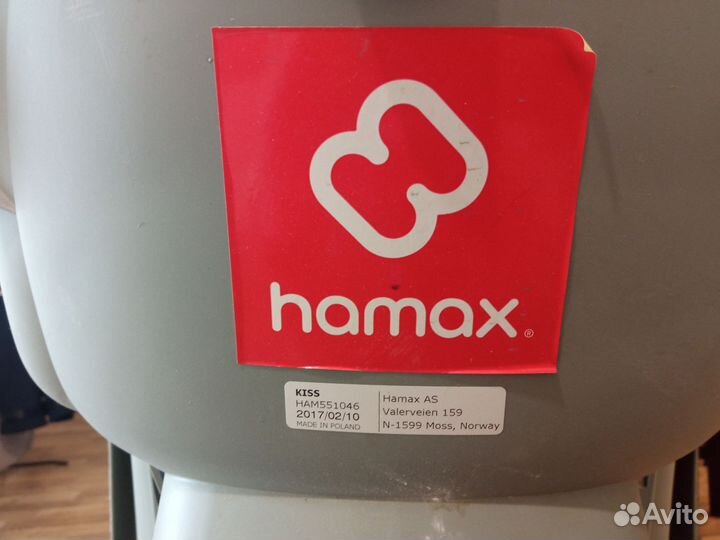 hamax®
KISS
HAM551046
2017/02/10
MADE IN POLAND
Hamax AS
Valerveien 159
N-1599 Moss, Norway
Avito